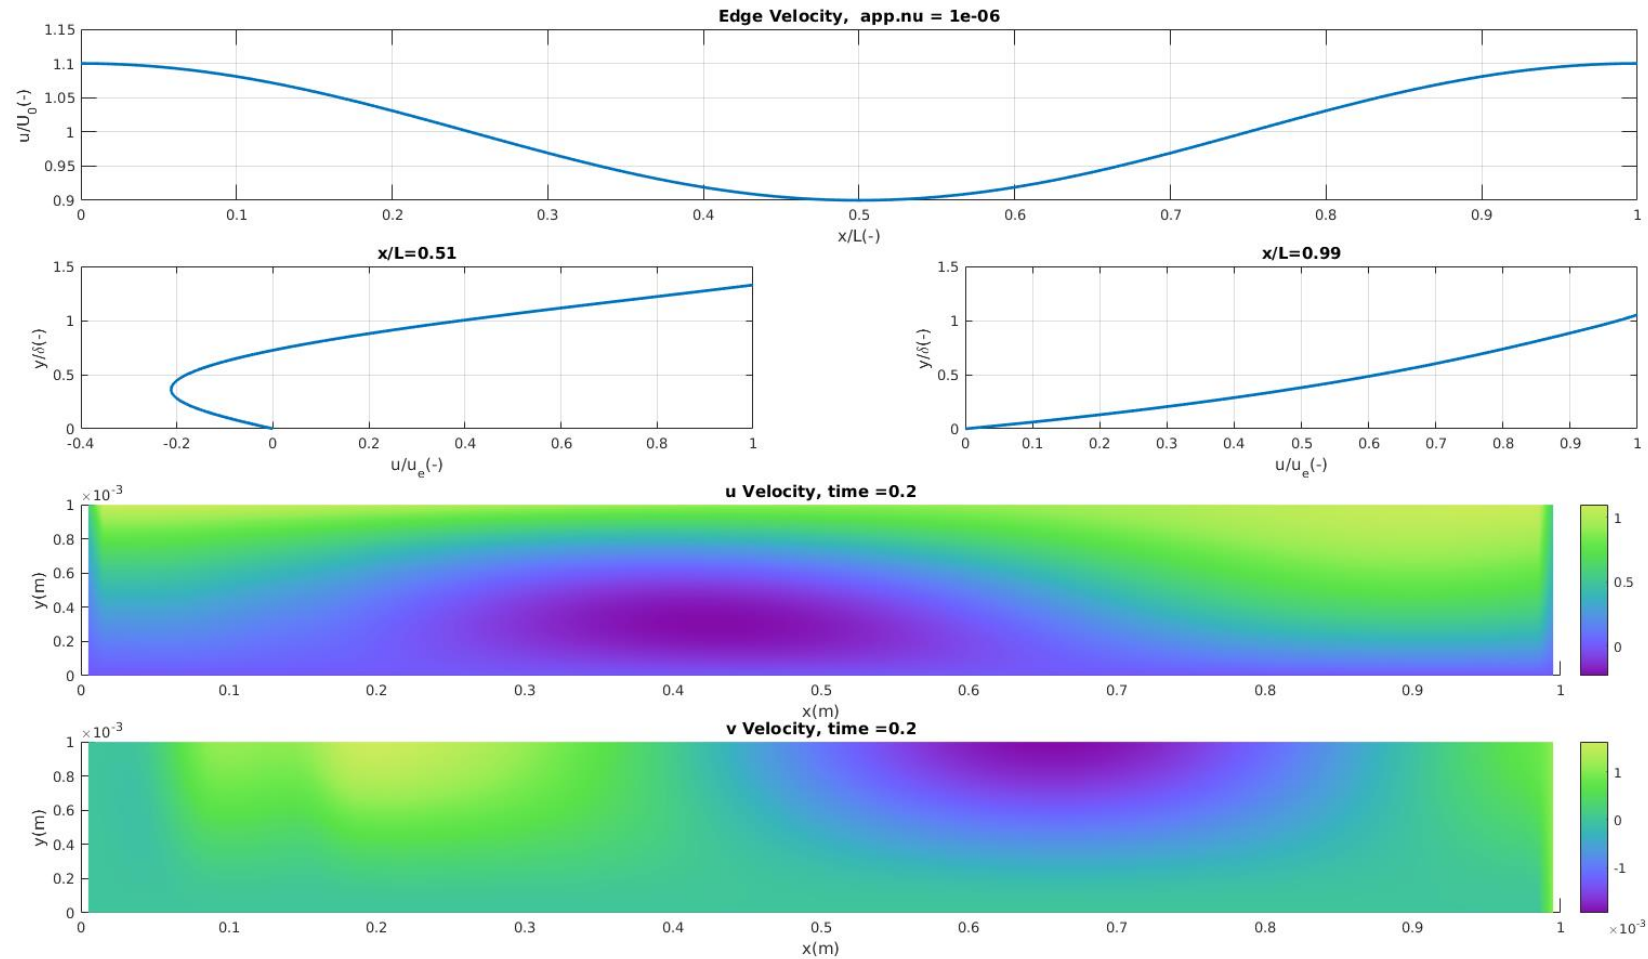 Edge Velocity,  app.nu = 1e-06
1.15
1.1
1.05
1
0.95
0.9
u/U0(-)
0 0.1 0.2 0.3 0.4 0.5 0.6 0.7 0.8 0.9 1
x/L(-)
x/L=0.51
1.5
1
0.5
0
y/δ(-)
-0.4 -0.2 0 0.2 0.4 0.6 0.8 1
u/ue(-)
x/L=0.99
1.5
1
0.5
0
y/δ(-)
0 0.1 0.2 0.3 0.4 0.5 0.6 0.7 0.8 0.9 1
u/ue(-)
u Velocity, time =0.2
×10-3
1
0.8
0.6
0.4
0.2
0
y(m)
0 0.1 0.2 0.3 0.4 0.5 0.6 0.7 0.8 0.9 1
x(m)
1
0.5
0
v Velocity, time =0.2
×10-3
1
0.8
0.6
0.4
0.2
0
y(m)
0 0.1 0.2 0.3 0.4 0.5 0.6 0.7 0.8 0.9 1
x(m)
1
0
-1
×10-3